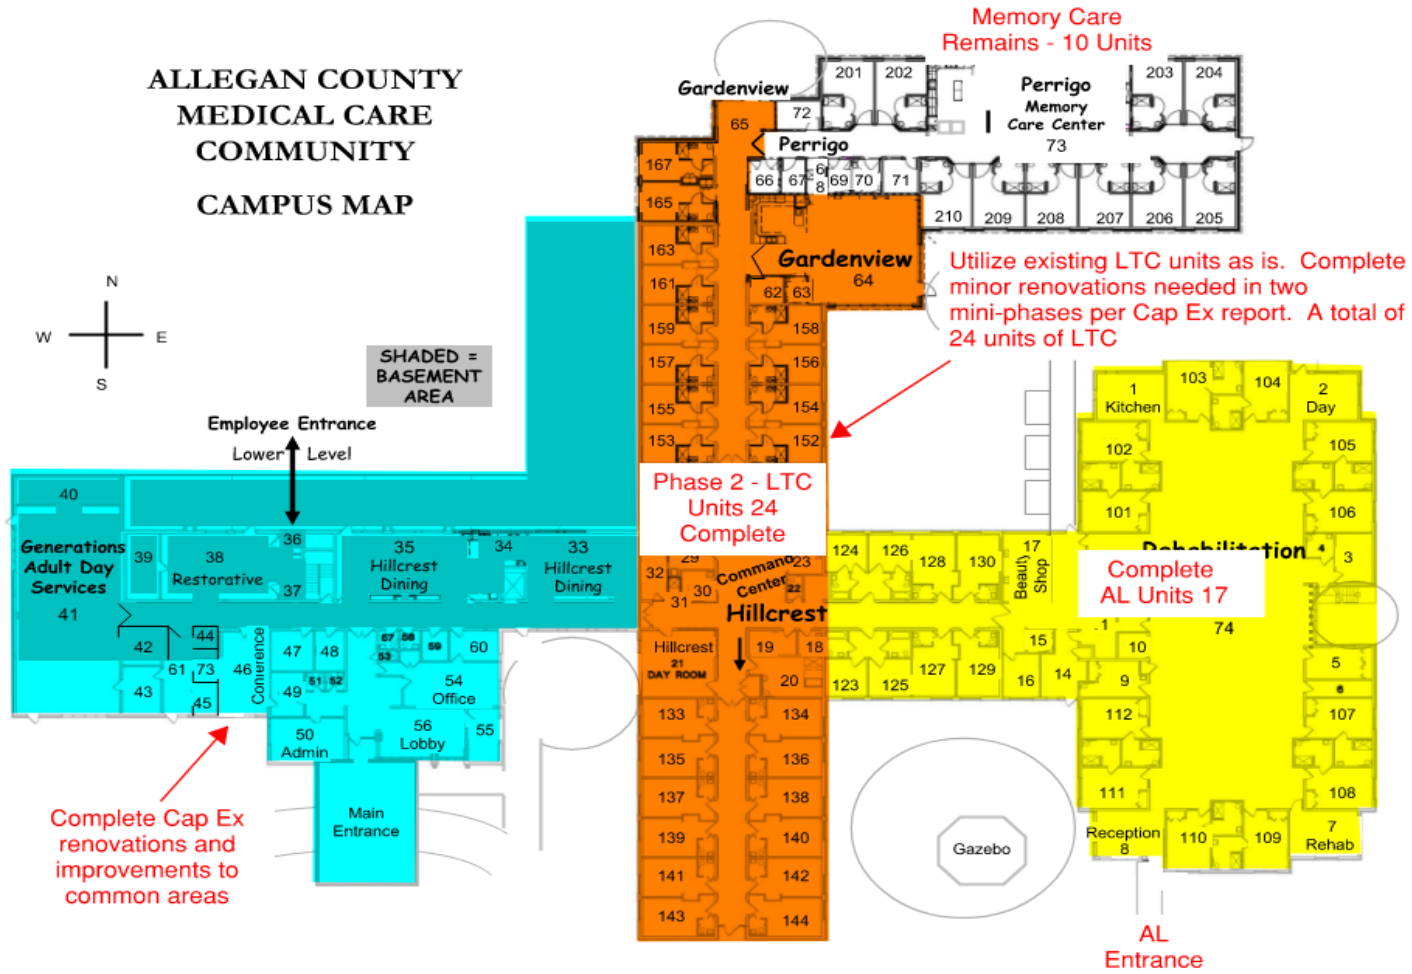 ALLEGAN COUNTY
MEDICAL CARE
COMMUNITY
CAMPUS MAP
N
W
E
S
SHADED =
BASEMENT
AREA
Employee Entrance
Lower Level
Memory Care
Remains - 10 Units
Gardenview
201
202
203
204
Perrigo
Memory
Care Center
73
72
65
Perrigo
66
67
68
69
70
71
210
209
208
207
206
205
167
165
163
161
159
157
155
153
Gardenview
64
62
63
158
156
154
152
Utilize existing LTC units as is. Complete
minor renovations needed in two
mini-phases per Cap Ex report. A total of
24 units of LTC
Phase 2 - LTC
Units 24
Complete
40
Generations
Adult Day
Services
41
39
38
Restorative
36
37
35
Hillcrest
Dining
34
33
Hillcrest
Dining
32
29
30
31
Command
Center
23
22
Hillcrest
Hillcrest
21
DAY ROOM
19
18
20
42
43
61
44
73
45
46
Conference
47
48
49
51
52
57
58
53
59
60
54
Office
50
Admin
56
Lobby
55
Main
Entrance
133
135
137
139
141
143
134
136
138
140
142
144
124
126
128
130
17
Beauty
Shop
123
125
127
129
15
16
14
1
Kitchen
103
104
2
Day
102
101
105
106
4
3
Rehabilitation
Complete
AL Units 17
74
1
10
9
5
6
112
111
107
108
Reception
8
110
109
7
Rehab
Gazebo
AL
Entrance
Complete Cap Ex
renovations and
improvements to
common areas